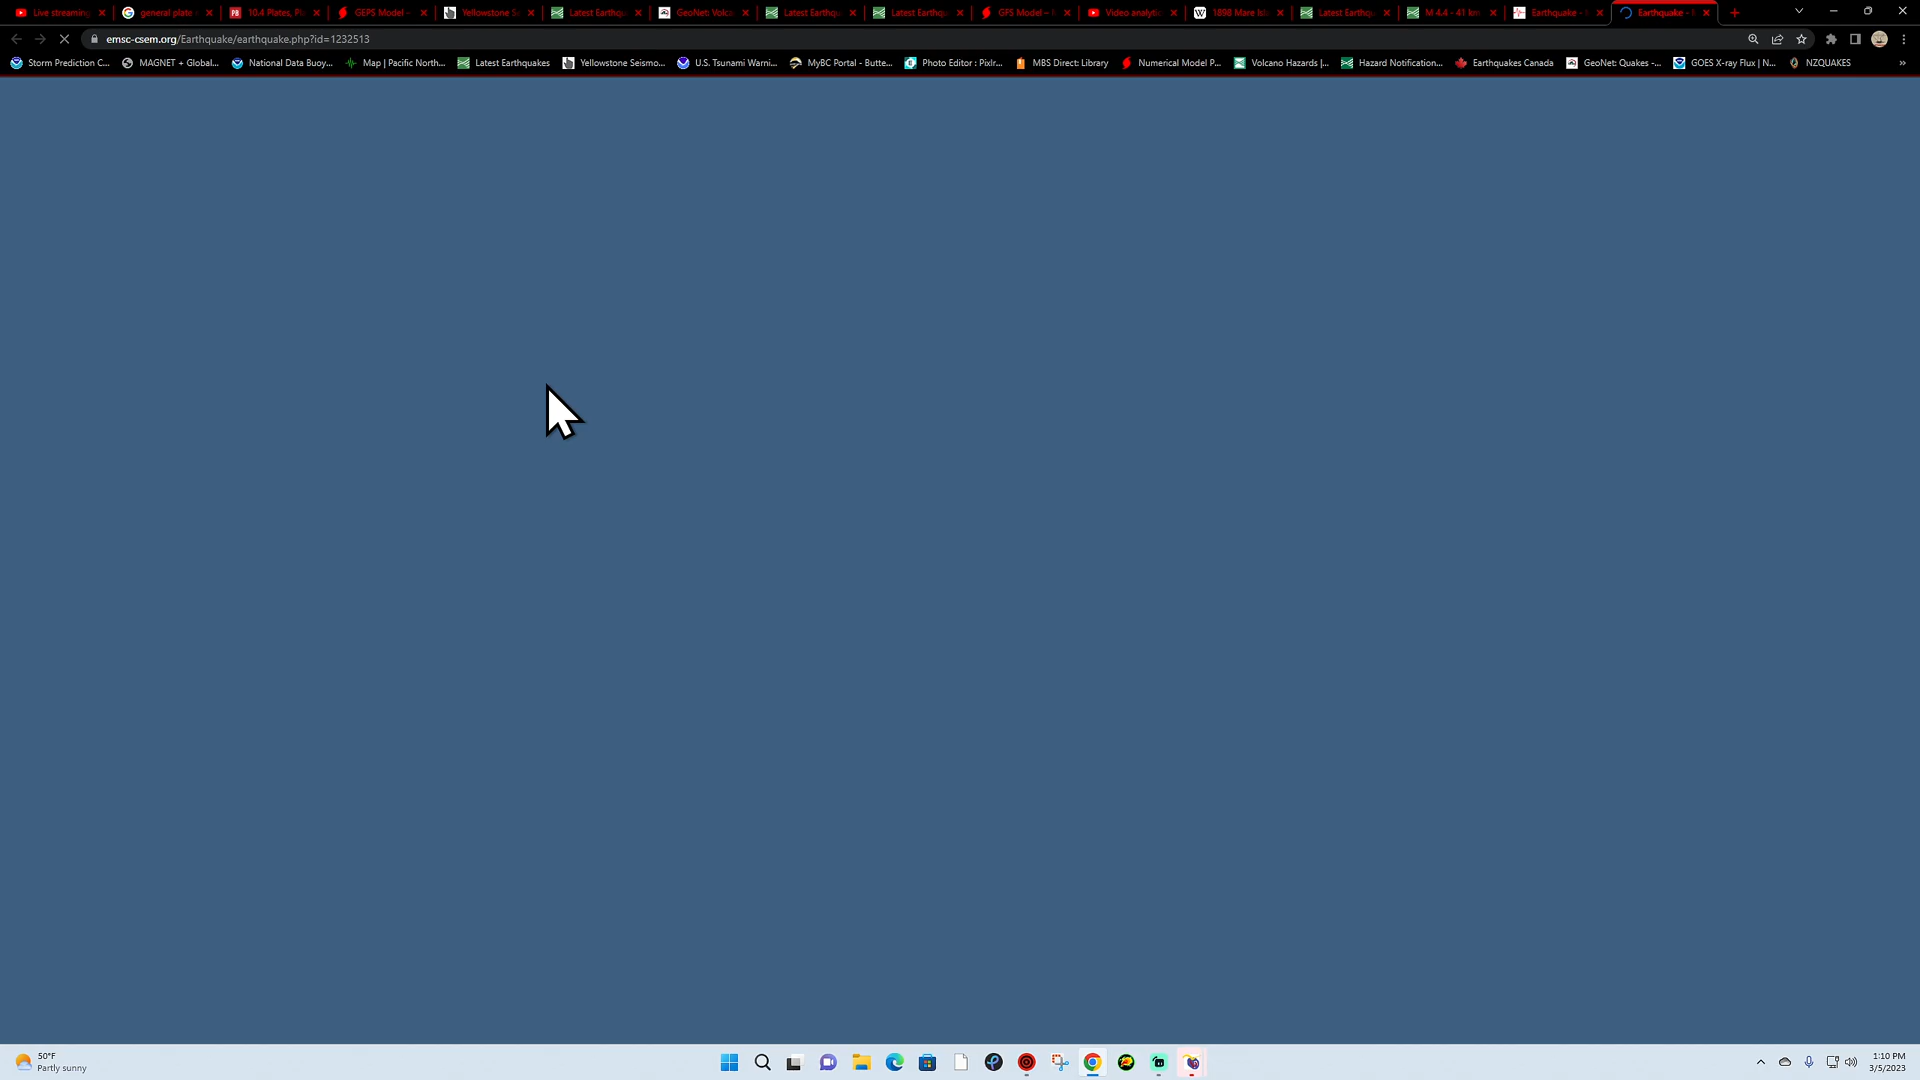 Live streaming
general plate
10.4 Plates, Pl
GEPS Model –
Yellowstone Se
Latest Earthqu
GeoNet: Volca
Latest Earthqu
Latest Earthqu
GFS Model – 
Video analytic
1898 Mare Isl
Latest Earthqu
M 4.4 - 41 km
Earthquake -
Earthquake -
emsc-csem.org/Earthquake/earthquake.php?id=1232513
Storm Prediction C...
MAGNET + Global...
National Data Buoy...
Map | Pacific North...
Latest Earthquakes
Yellowstone Seismo...
U.S. Tsunami Warni...
MyBC Portal - Butte...
Photo Editor : Pixlr...
MBS Direct: Library
Numerical Model P...
Volcano Hazards |...
Hazard Notification...
Earthquakes Canada
GeoNet: Quakes -...
GOES X-ray Flux | N...
NZQUAKES
»
50°F
Partly sunny
1:10 PM
3/5/2023